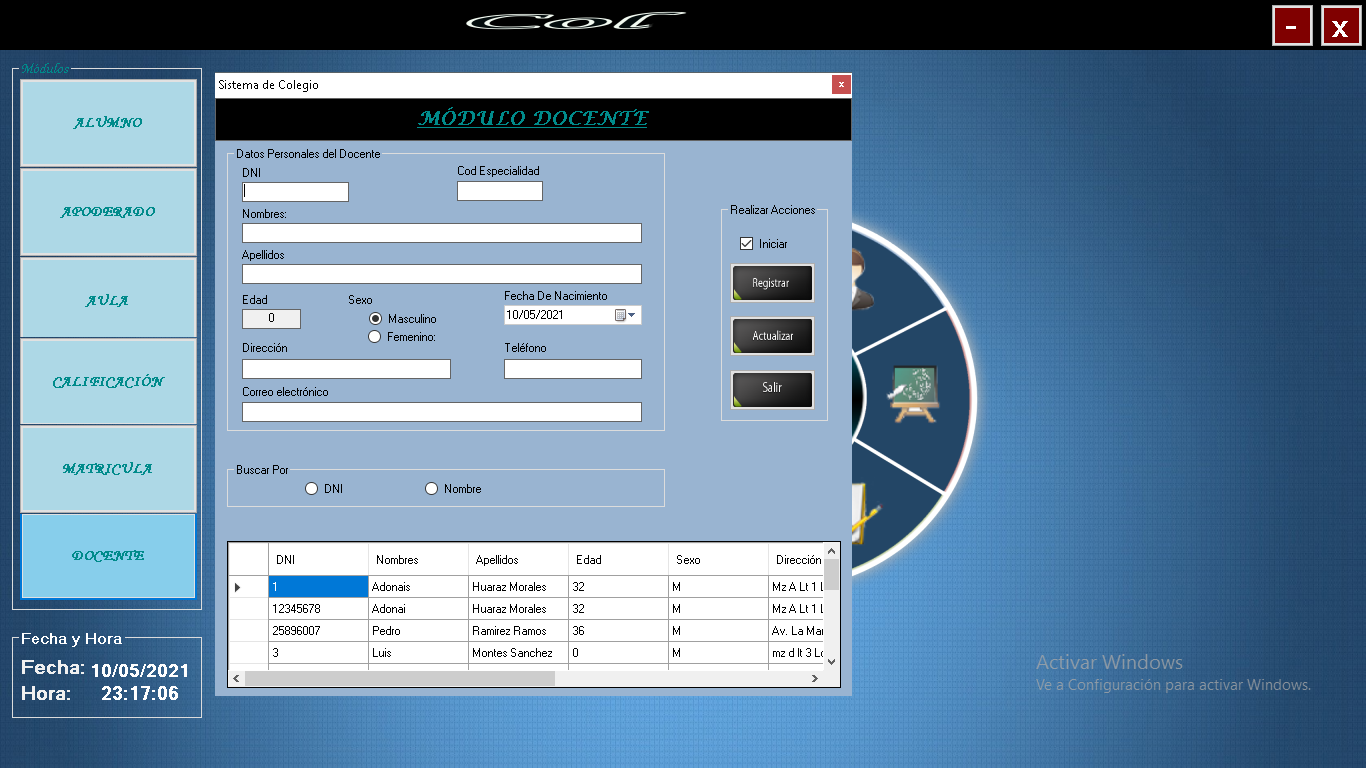 Col
- x
Módulos
ALUMNO
APODERADO
AULA
CALIFICACIÓN
MATRICULA
DOCENTE
Fecha y Hora
Fecha: 10/05/2021
Hora: 23:17:06
Sistema de Colegio x
MÓDULO DOCENTE
Datos Personales del Docente
DNI Cod Especialidad
Nombres:
Apellidos
Edad Sexo Fecha De Nacimiento
0 Masculino 10/05/2021
Femenino:
Dirección Teléfono
Correo electrónico
Realizar Acciones
Iniciar
Registrar
Actualizar
Salir
Buscar Por
DNI Nombre
DNI Nombres Apellidos Edad Sexo Dirección
1 Adonais Huaraz Morales 32 M Mz A Lt 1 L
12345678 Adonai Huaraz Morales 32 M Mz A Lt 1 L
25896007 Pedro Ramirez Ramos 36 M Av. La Mar
3 Luis Montes Sanchez 0 M mz d lt 3 Lo
Activar Windows
Ve a Configuración para activar Windows.